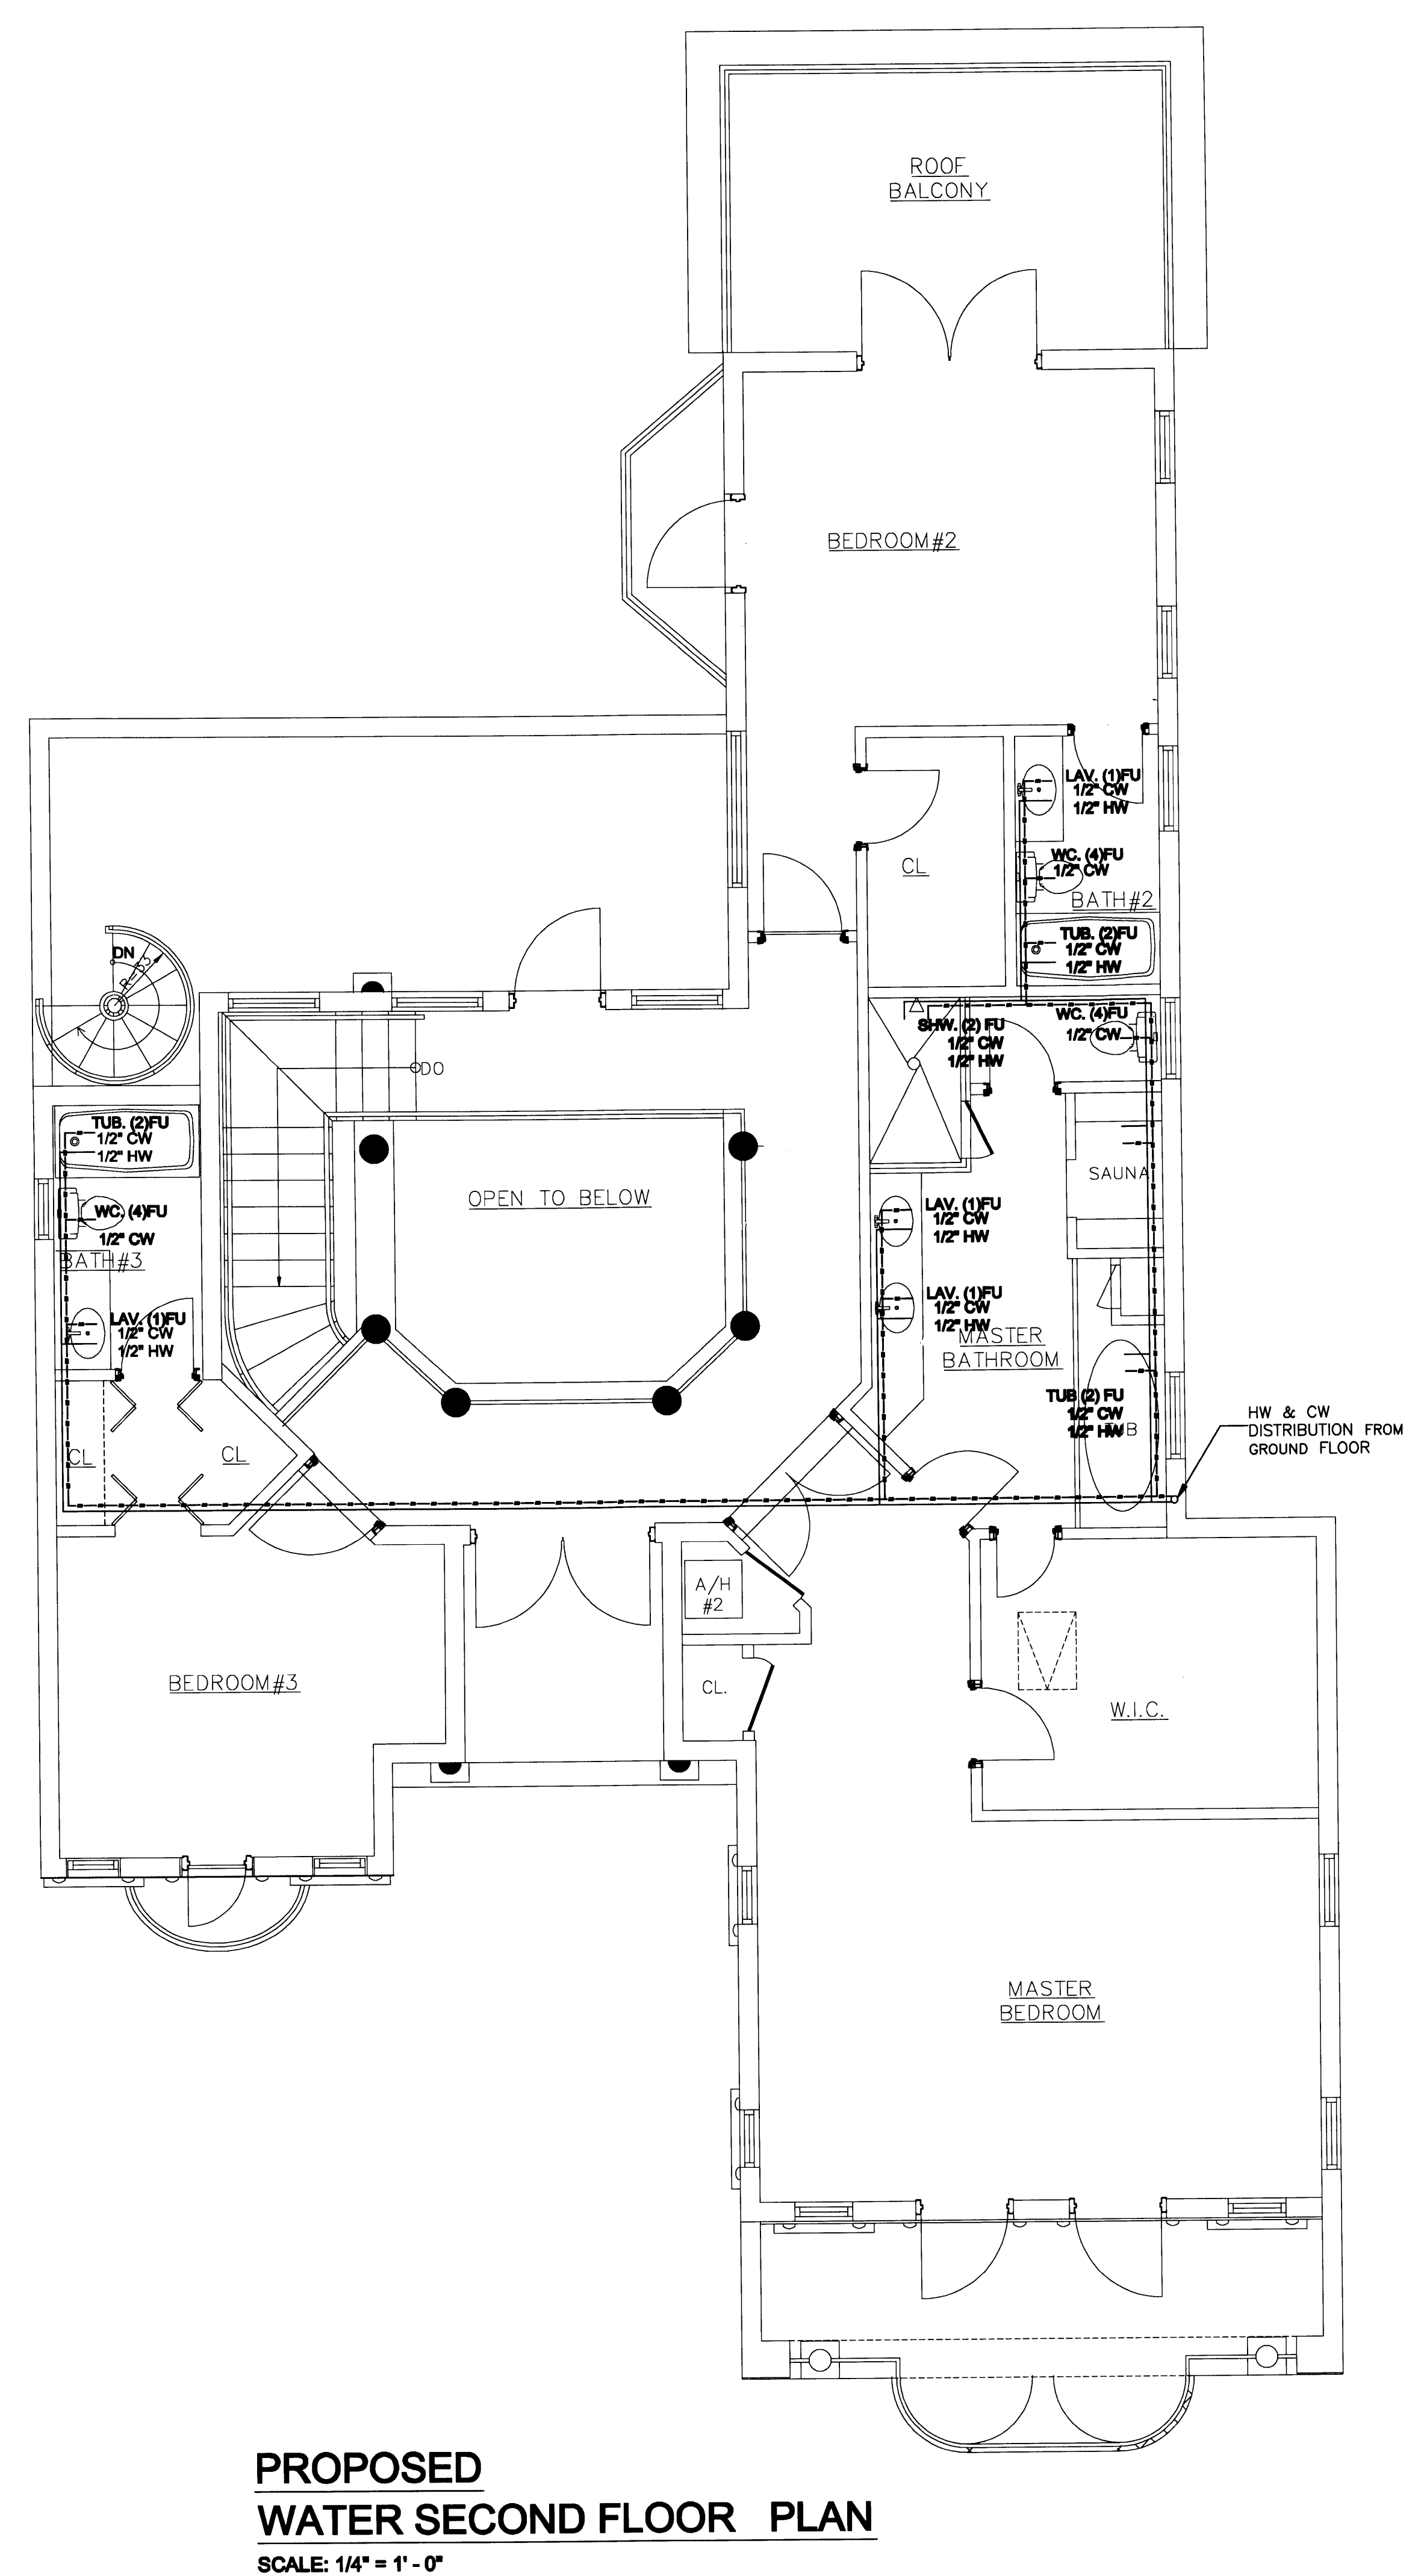 ROOF
BALCONY
BEDROOM#2
LAV. (1)FU
1/2" CW
1/2" HW
WC. (4)FU
1/2" CW
CL
BATH#2
TUB. (2)FU
1/2" CW
1/2" HW
DN
SHW. (2) FU
1/2" CW
1/2" HW
WC. (4)FU
1/2" CW
DO
TUB. (2)FU
1/2" CW
1/2" HW
SAUNA
OPEN TO BELOW
WC. (4)FU
1/2" CW
BATH#3
LAV. (1)FU
1/2" CW
1/2" HW
LAV. (1)FU
1/2" CW
1/2" HW
LAV. (1)FU
1/2" CW
1/2" HW
MASTER
BATHROOM
TUB (2) FU
1/2" CW
1/2" HW
TUB
HW & CW
DISTRIBUTION FROM
GROUND FLOOR
CL
CL
A/H
#2
BEDROOM#3
CL.
W.I.C.
MASTER
BEDROOM
PROPOSED
WATER SECOND FLOOR PLAN
SCALE: 1/4" = 1' - 0"